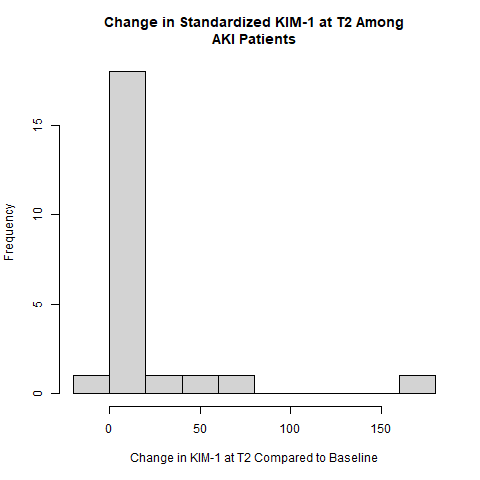 Change in Standardized KIM-1 at T2 Among
AKI Patients
Frequency
15
10
5
0
0 50 100 150
Change in KIM-1 at T2 Compared to Baseline